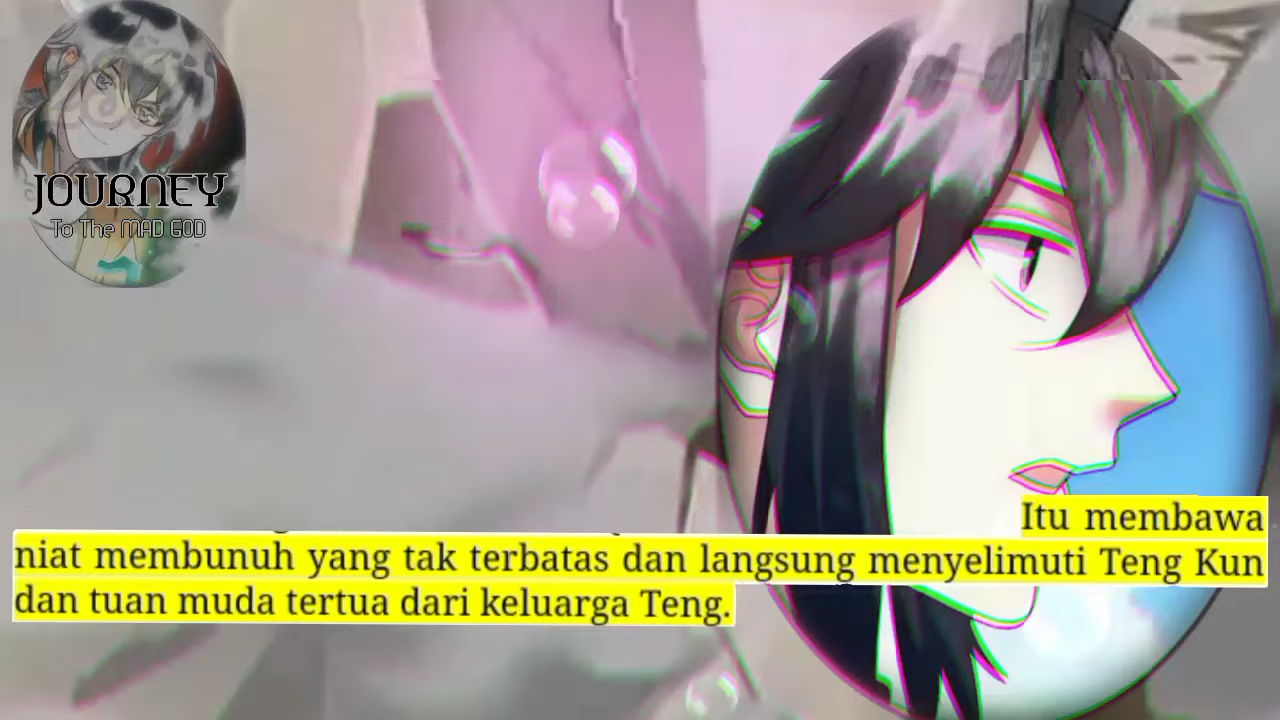 JOURNEY
To The MAD GOD
Itu membawa
niat membunuh yang tak terbatas dan langsung menyelimuti Teng Kun
dan tuan muda tertua dari keluarga Teng.